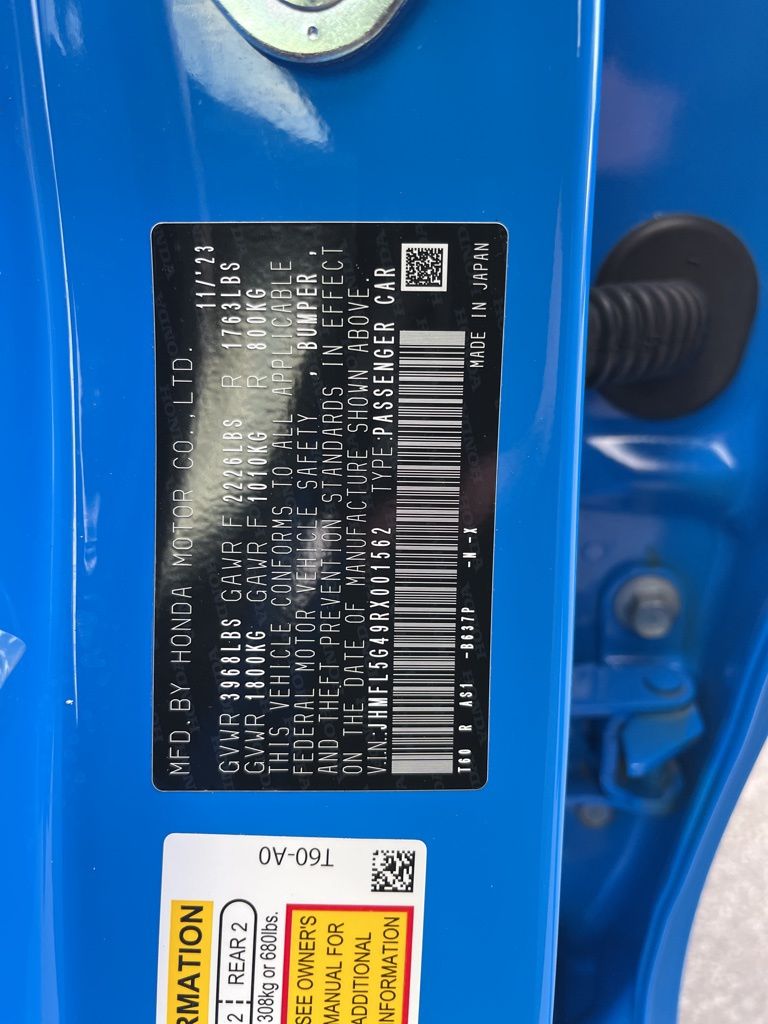 MFD.BY HONDA MOTOR CO.,LTD. 11/'23
GVWR 3968LBS GAWR F 2226LBS R 1763LBS
GVWR 1800KG GAWR F 1010KG R 800KG
THIS VEHICLE CONFORMS TO ALL APPLICABLE
FEDERAL MOTOR VEHICLE SAFETY , BUMPER ,
AND THEFT PREVENTION STANDARDS IN EFFECT
ON THE DATE OF MANUFACTURE SHOWN ABOVE.
V.I.N:JHMFL5G49RX001562 TYPE:PASSENGER CAR
T60 R AS1 -B637P -N -X MADE IN JAPAN
T60-A0
RMATION
2 REAR 2
308kg or 680lbs.
SEE OWNER'S
MANUAL FOR
ADDITIONAL
INFORMATION